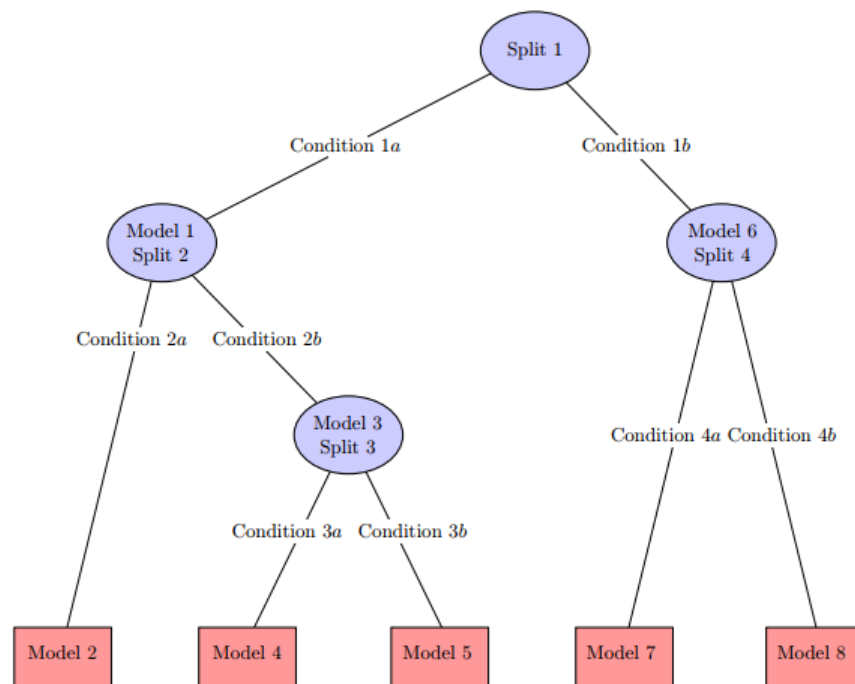 Split 1
Condition 1a
Condition 1b
Model 1
Split 2
Model 6
Split 4
Condition 2a
Condition 2b
Model 3
Split 3
Condition 4a
Condition 4b
Condition 3a
Condition 3b
Model 2
Model 4
Model 5
Model 7
Model 8